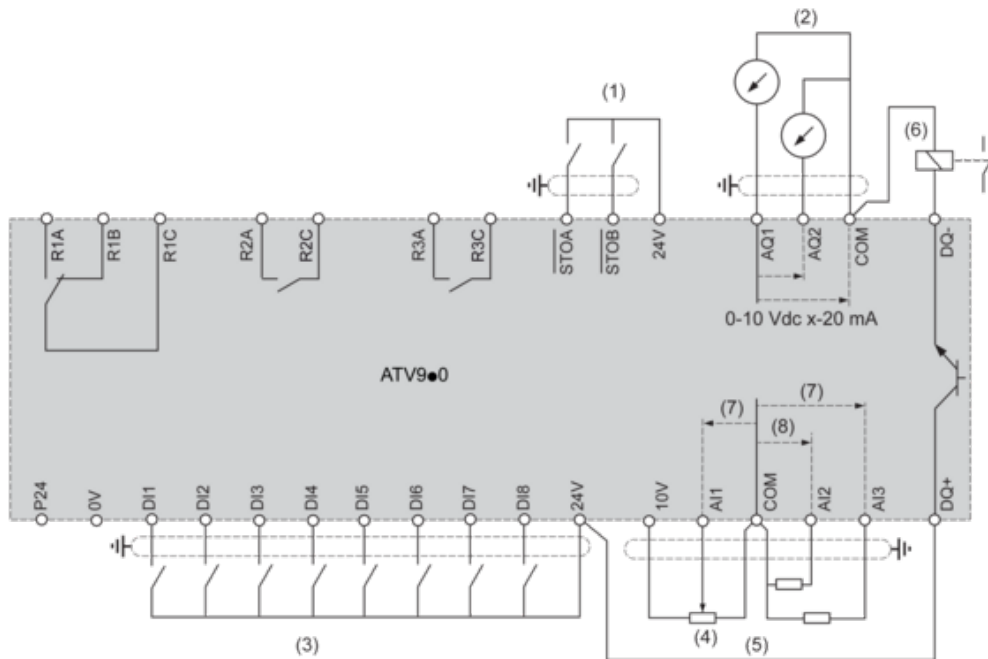 (2)
(1)
(6)
R1A
R1B
R1C
R2A
R2C
R3A
R3C
STOA
STOB
24V
AQ1
AQ2
COM
DQ-
0-10 Vdc x-20 mA
ATV9●0
(7)
(7)
(8)
P24
0V
DI1
DI2
DI3
DI4
DI5
DI6
DI7
DI8
24V
10V
AI1
COM
AI2
AI3
DQ+
(3)
(4)
(5)